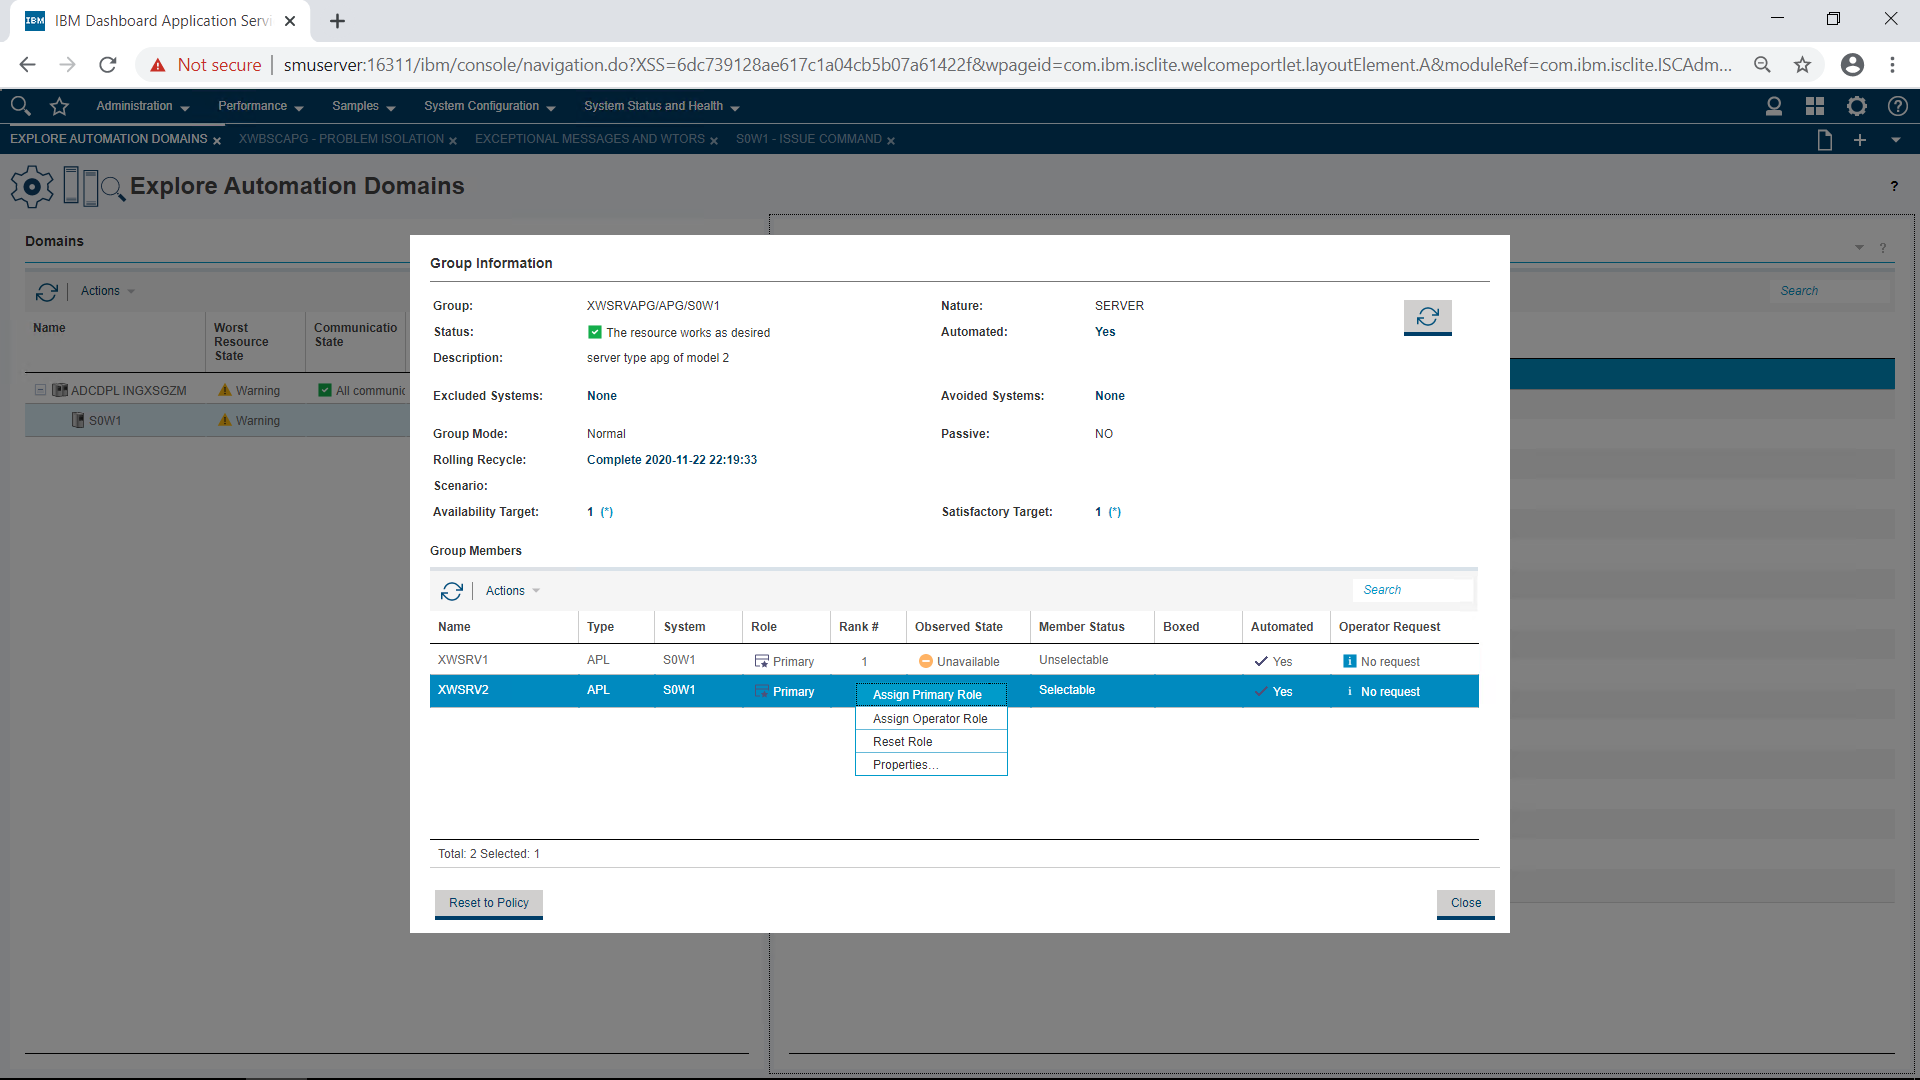 IBM Dashboard Application Servi
Not secure
smuserver:16311/ibm/console/navigation.do?XSS=6dc739128ae617c1a04cb5b07a61422f&wpageid=com.ibm.isclite.welcomeportlet.layoutElement.A&moduleRef=com.ibm.isclite.ISCAdm...
Administration Performance Samples System Configuration System Status and Health
EXPLORE AUTOMATION DOMAINS XWBSCAPG - PROBLEM ISOLATION EXCEPTIONAL MESSAGES AND WTORS S0W1 - ISSUE COMMAND
Explore Automation Domains ?
Domains ?
Actions Search
Name Worst Resource State Communicatio State
ADCDPL INGXSGZM Warning All communic
S0W1 Warning
Group Information
Group: XWSRVAPG/APG/S0W1 Nature: SERVER
Status: The resource works as desired Automated: Yes
Description: server type apg of model 2
Excluded Systems: None Avoided Systems: None
Group Mode: Normal Passive: NO
Rolling Recycle: Complete 2020-11-22 22:19:33
Scenario:
Availability Target: 1 (*) Satisfactory Target: 1 (*)
Group Members
Actions Search
Name Type System Role Rank # Observed State Member Status Boxed Automated Operator Request
XWSRV1 APL S0W1 Primary 1 Unavailable Unselectable Yes No request
XWSRV2 APL S0W1 Primary Selectable Yes No request
Assign Primary Role
Assign Operator Role
Reset Role
Properties...
Total: 2 Selected: 1
Reset to Policy Close